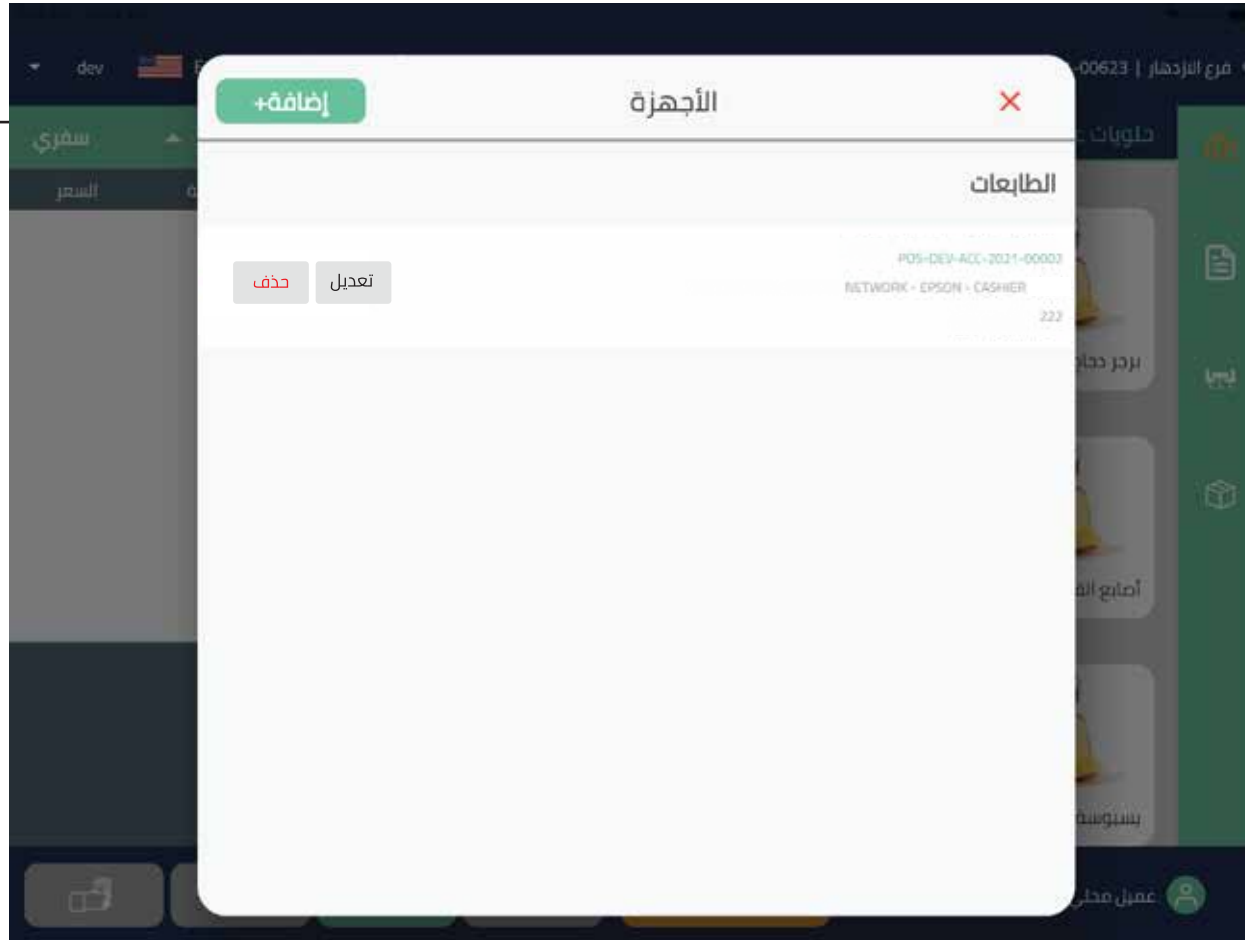 dev
فرع الازدهار | 00623-
إضافة+
الأجهزة
سفري
حلويات
السعر
الطابعات
POS-DEV-ACC-2021-00003
NETWORK - EPSON - CASHIER
222
تعديل
حذف
برجر دجاج
أصابع
بسبوسة
عميل محلي